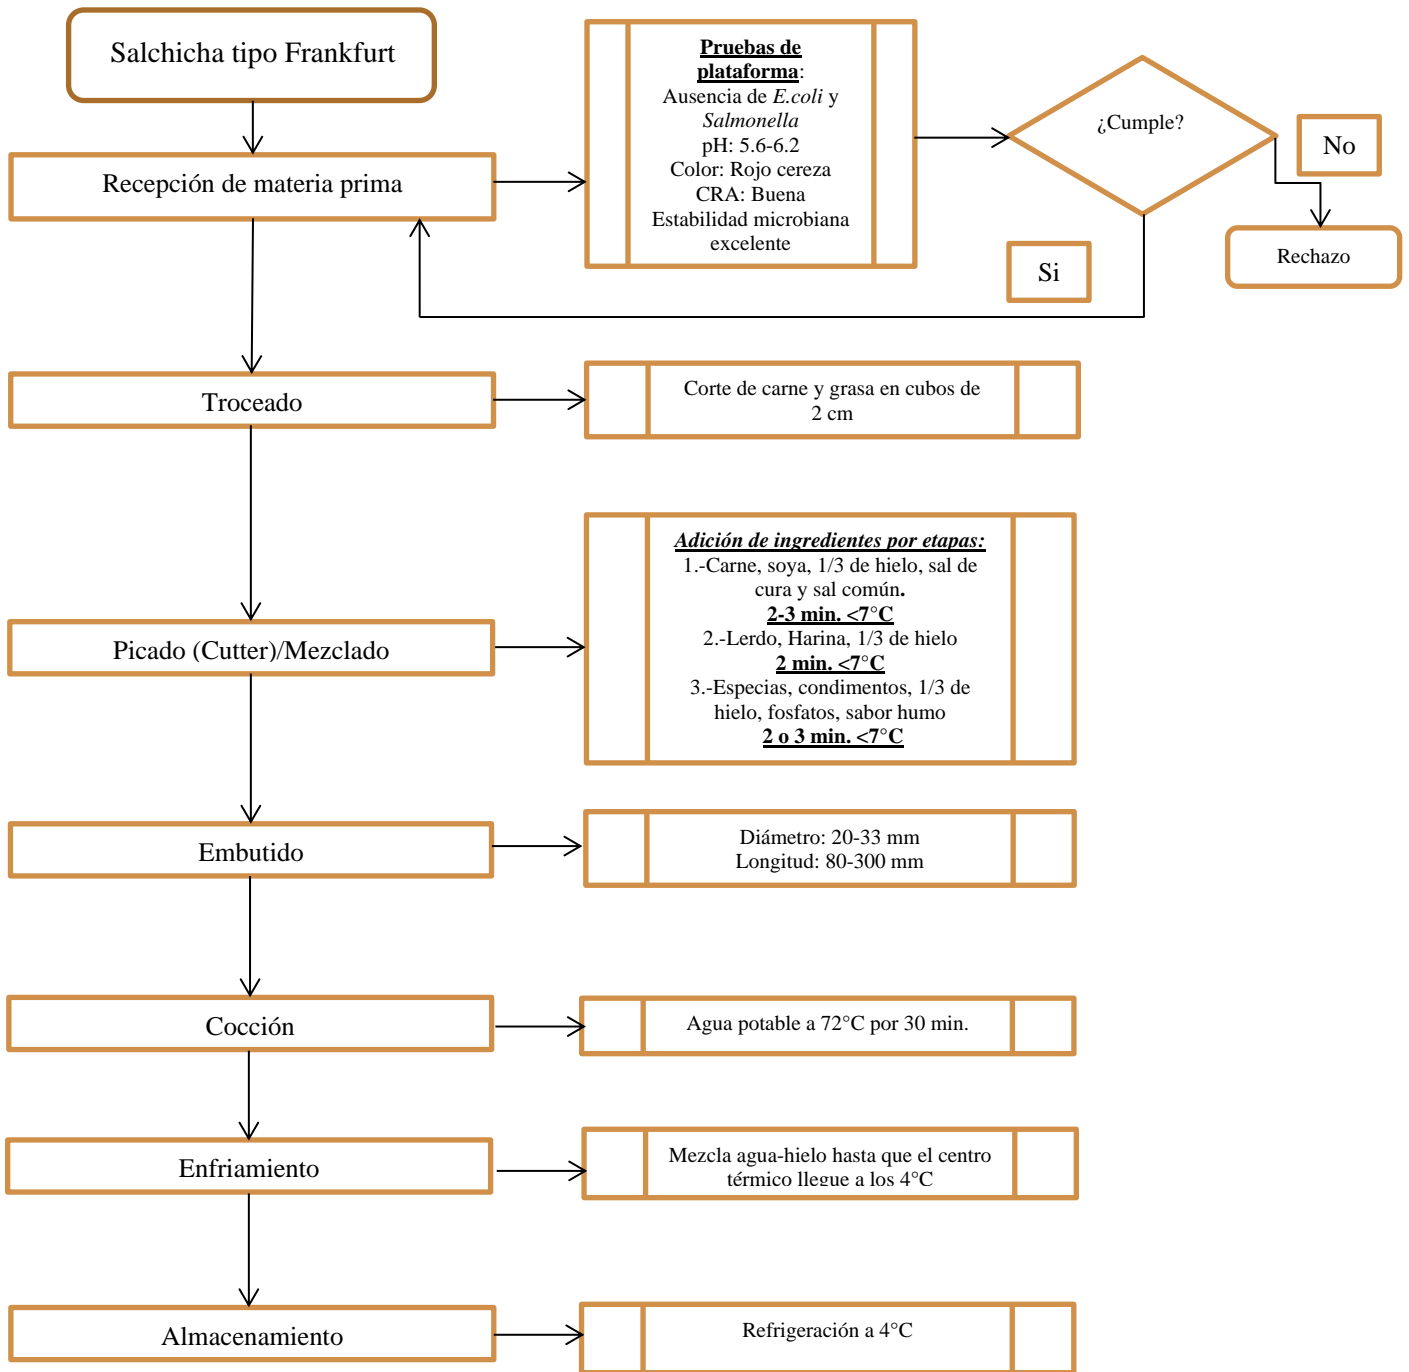 Salchicha tipo Frankfurt
Recepción de materia prima
Pruebas de
plataforma:
Ausencia de E.coli y
Salmonella
pH: 5.6-6.2
Color: Rojo cereza
CRA: Buena
Estabilidad microbiana
excelente
¿Cumple?
No
Si
Rechazo
Troceado
Corte de carne y grasa en cubos de
2 cm
Picado (Cutter)/Mezclado
Adición de ingredientes por etapas:
1.-Carne, soya, 1/3 de hielo, sal de
cura y sal común.
2-3 min. <7°C
2.-Lerdo, Harina, 1/3 de hielo
2 min. <7°C
3.-Especias, condimentos, 1/3 de
hielo, fosfatos, sabor humo
2 o 3 min. <7°C
Embutido
Diámetro: 20-33 mm
Longitud: 80-300 mm
Cocción
Agua potable a 72°C por 30 min.
Enfriamiento
Mezcla agua-hielo hasta que el centro
térmico llegue a los 4°C
Almacenamiento
Refrigeración a 4°C